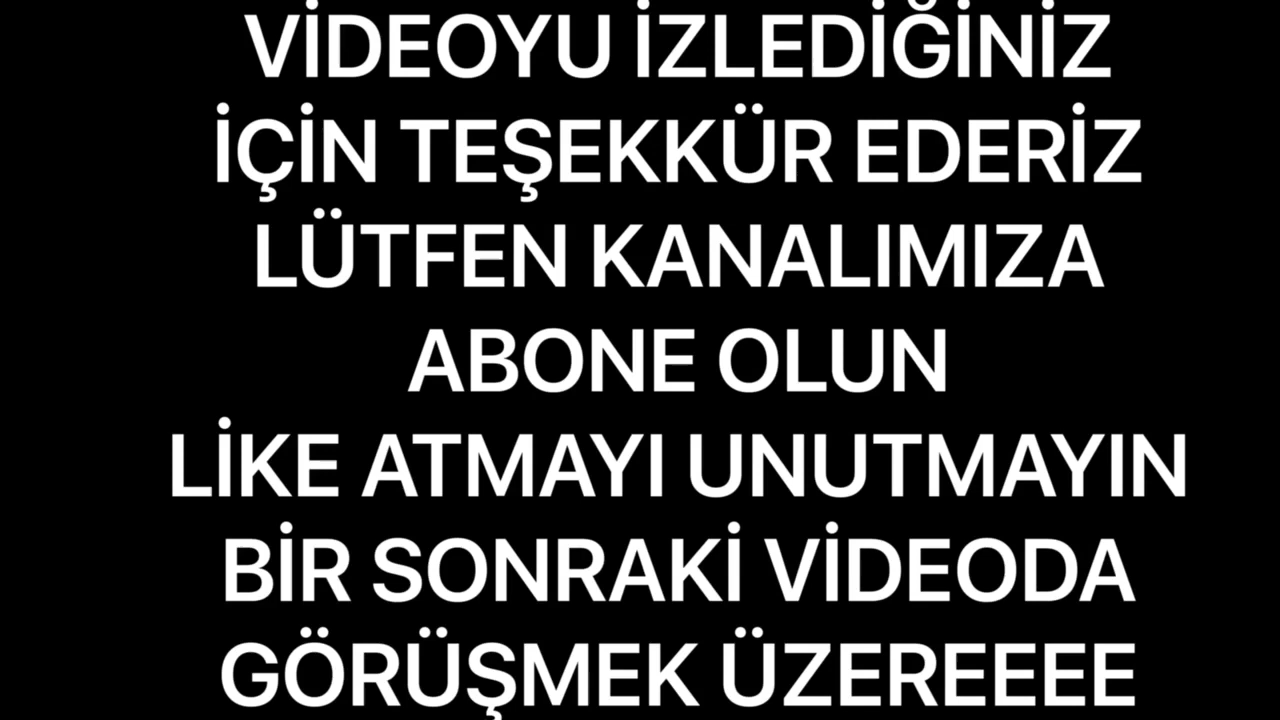 VİDEOYU İZLEDİĞİNİZ
İÇİN TEŞEKKÜR EDERİZ
LÜTFEN KANALIMIZA
ABONE OLUN
LİKE ATMAYI UNUTMAYIN
BİR SONRAKİ VİDEODA
GÖRÜŞMEK ÜZEREEEE